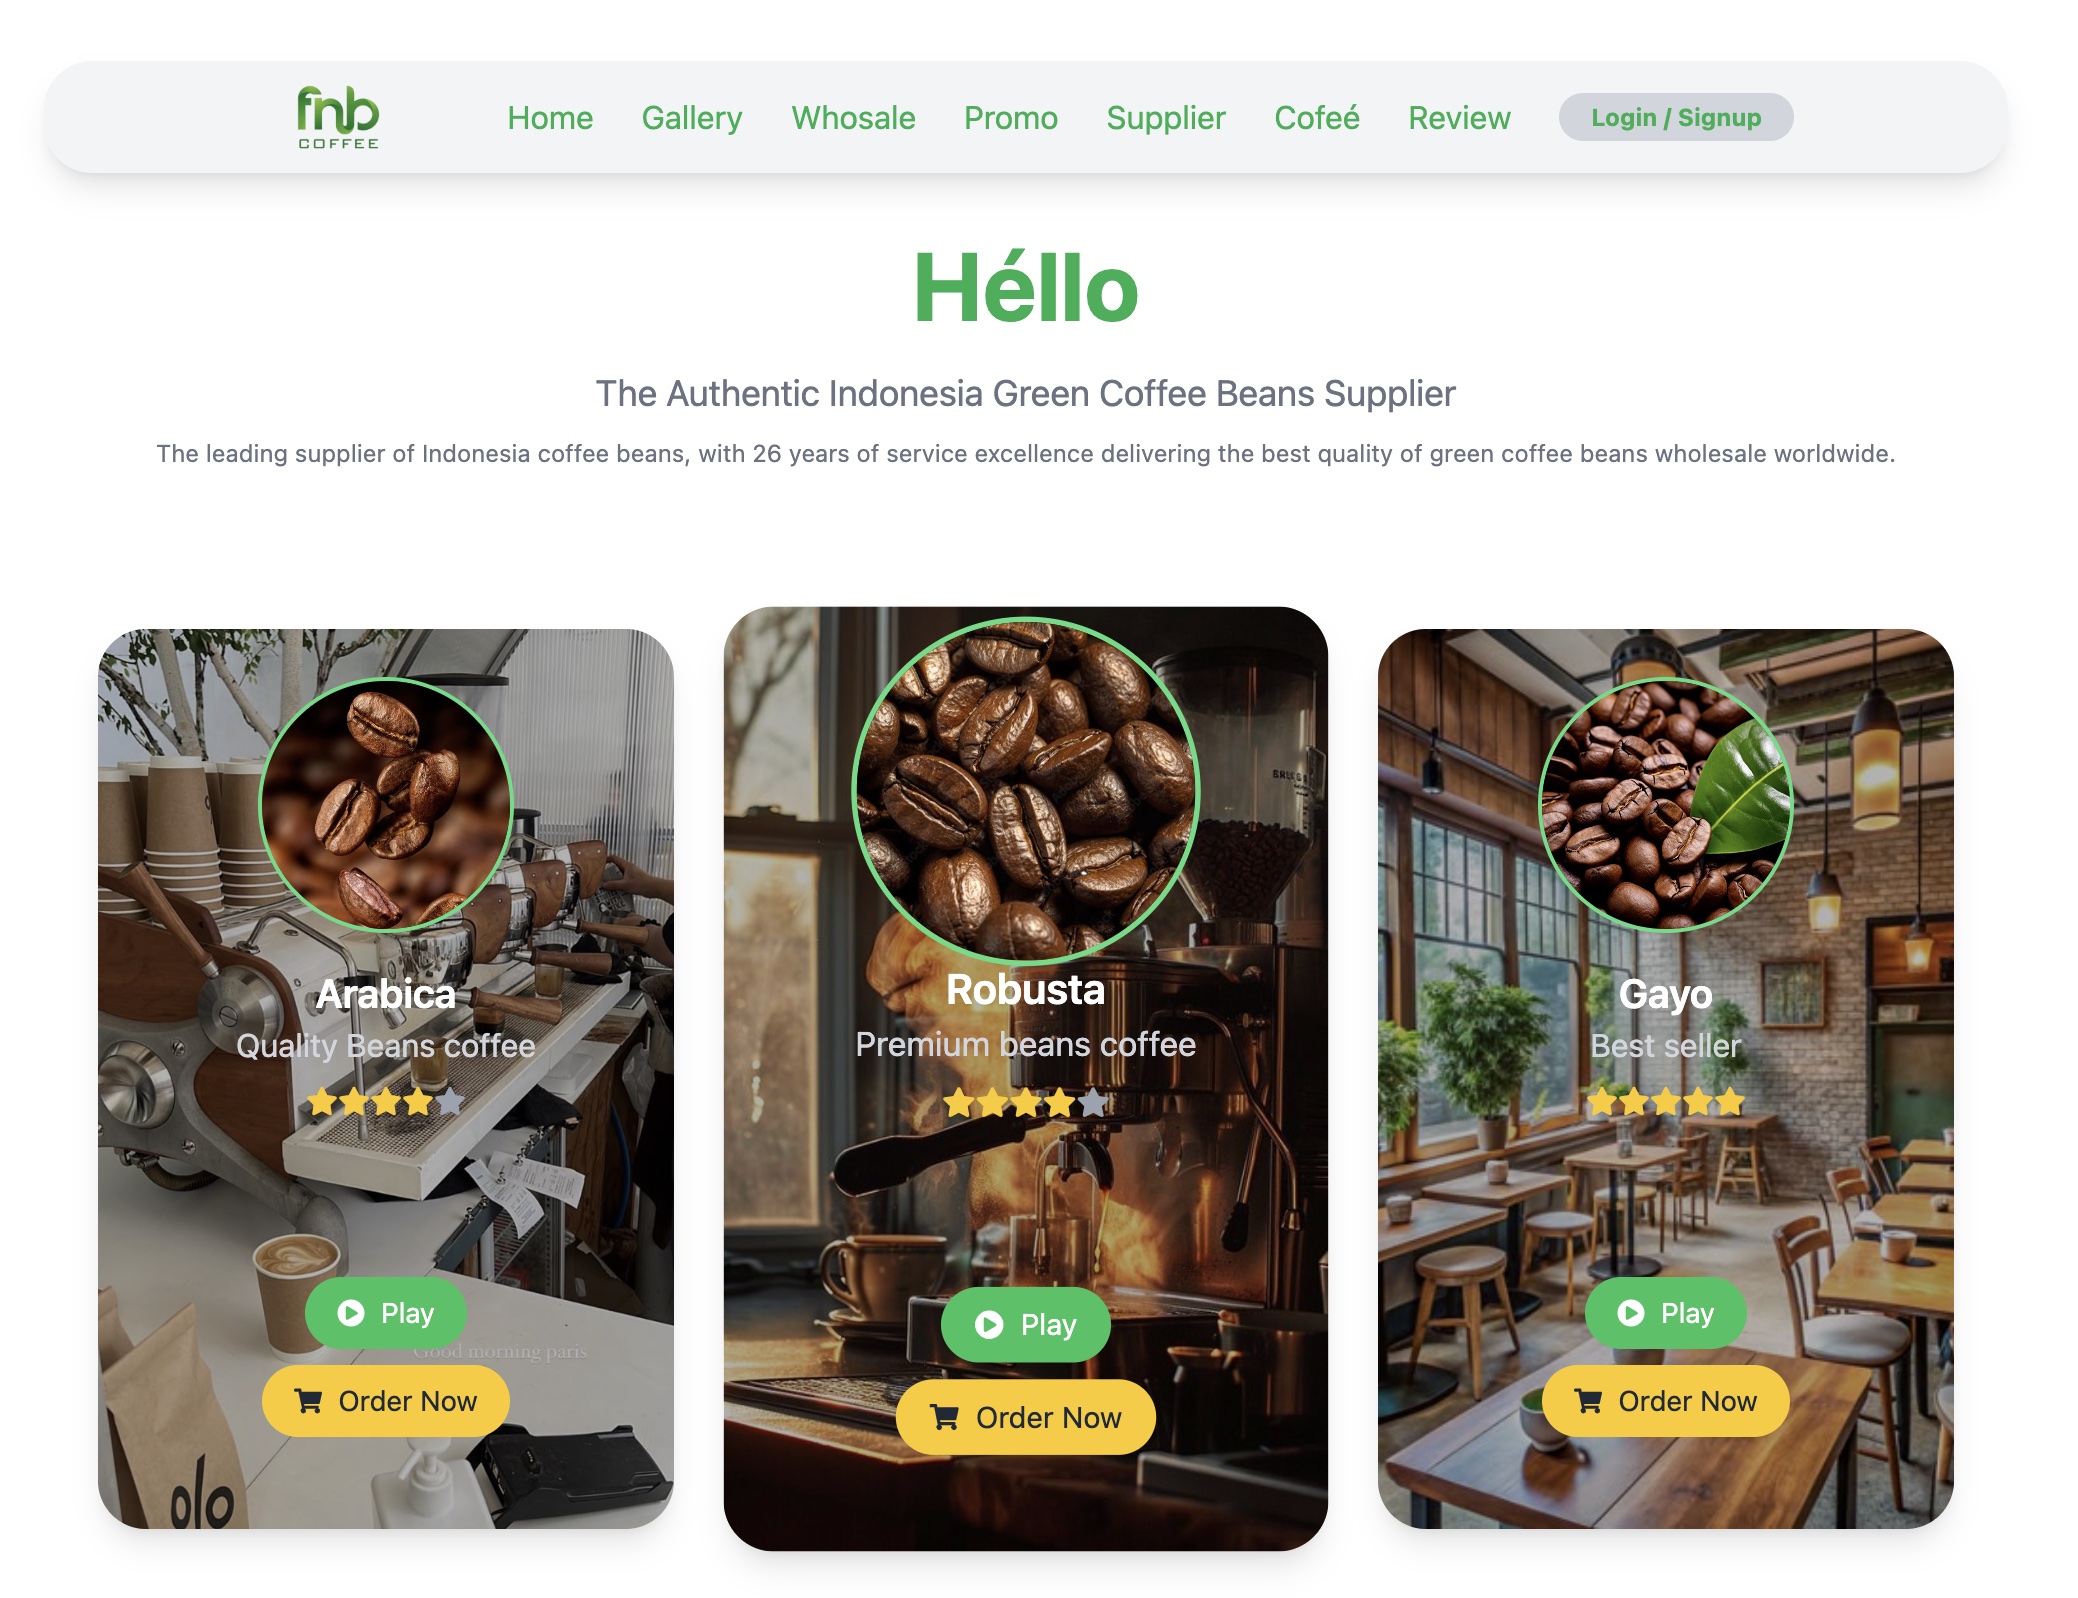 fnb
COFFEE
Home
Gallery
Whosale
Promo
Supplier
Cofeé
Review
Login / Signup
Héllo
The Authentic Indonesia Green Coffee Beans Supplier
The leading supplier of Indonesia coffee beans, with 26 years of service excellence delivering the best quality of green coffee beans wholesale worldwide.
Arabica
Quality Beans coffee
Play
Good morning paris
Order Now
olo
Robusta
Premium beans coffee
Play
Order Now
Gayo
Best seller
Play
Order Now